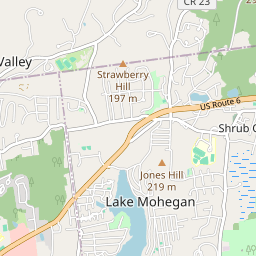 CR 23
Valley
Strawberry
Hill
197 m
US Route 6
Shrub
Jones Hill
219 m
Lake Mohegan